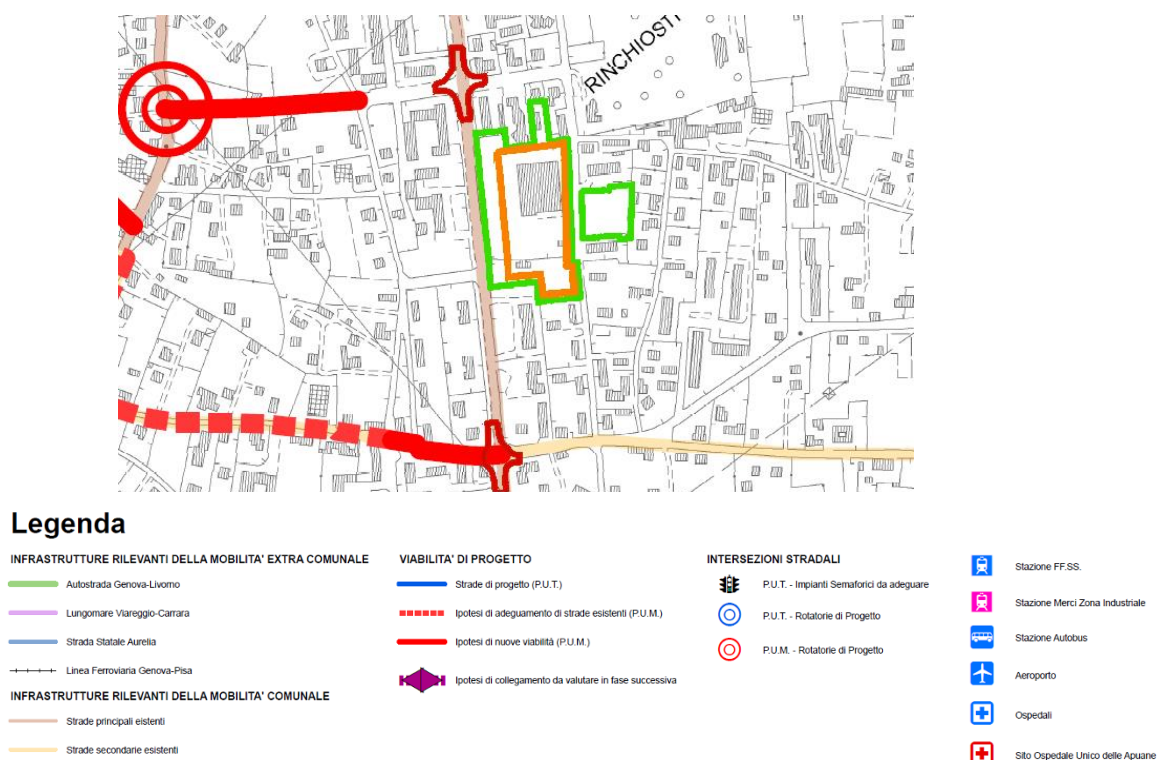 RINCHIOSTI
Legenda
INFRASTRUTTURE RILEVANTI DELLA MOBILITA' EXTRA COMUNALE
Autostrada Genova-Livorno
Lungomare Viareggio-Carrara
Strada Statale Aurelia
Linea Ferroviaria Genova-Pisa
INFRASTRUTTURE RILEVANTI DELLA MOBILITA' COMUNALE
Strade principali eistenti
Strade secondarie esistenti
VIABILITA' DI PROGETTO
Strade di progetto (P.U.T.)
Ipotesi di adeguamento di strade esistenti (P.U.M.)
Ipotesi di nuove viabilità (P.U.M.)
Ipotesi di collegamento da valutare in fase successiva
INTERSEZIONI STRADALI
P.U.T. - Impianti Semaforici da adeguare
P.U.T. - Rotatorie di Progetto
P.U.M. - Rotatorie di Progetto
Stazione FF.SS.
Stazione Merci Zona Industriale
Stazione Autobus
Aeroporto
Ospedali
Sito Ospedale Unico delle Apuane